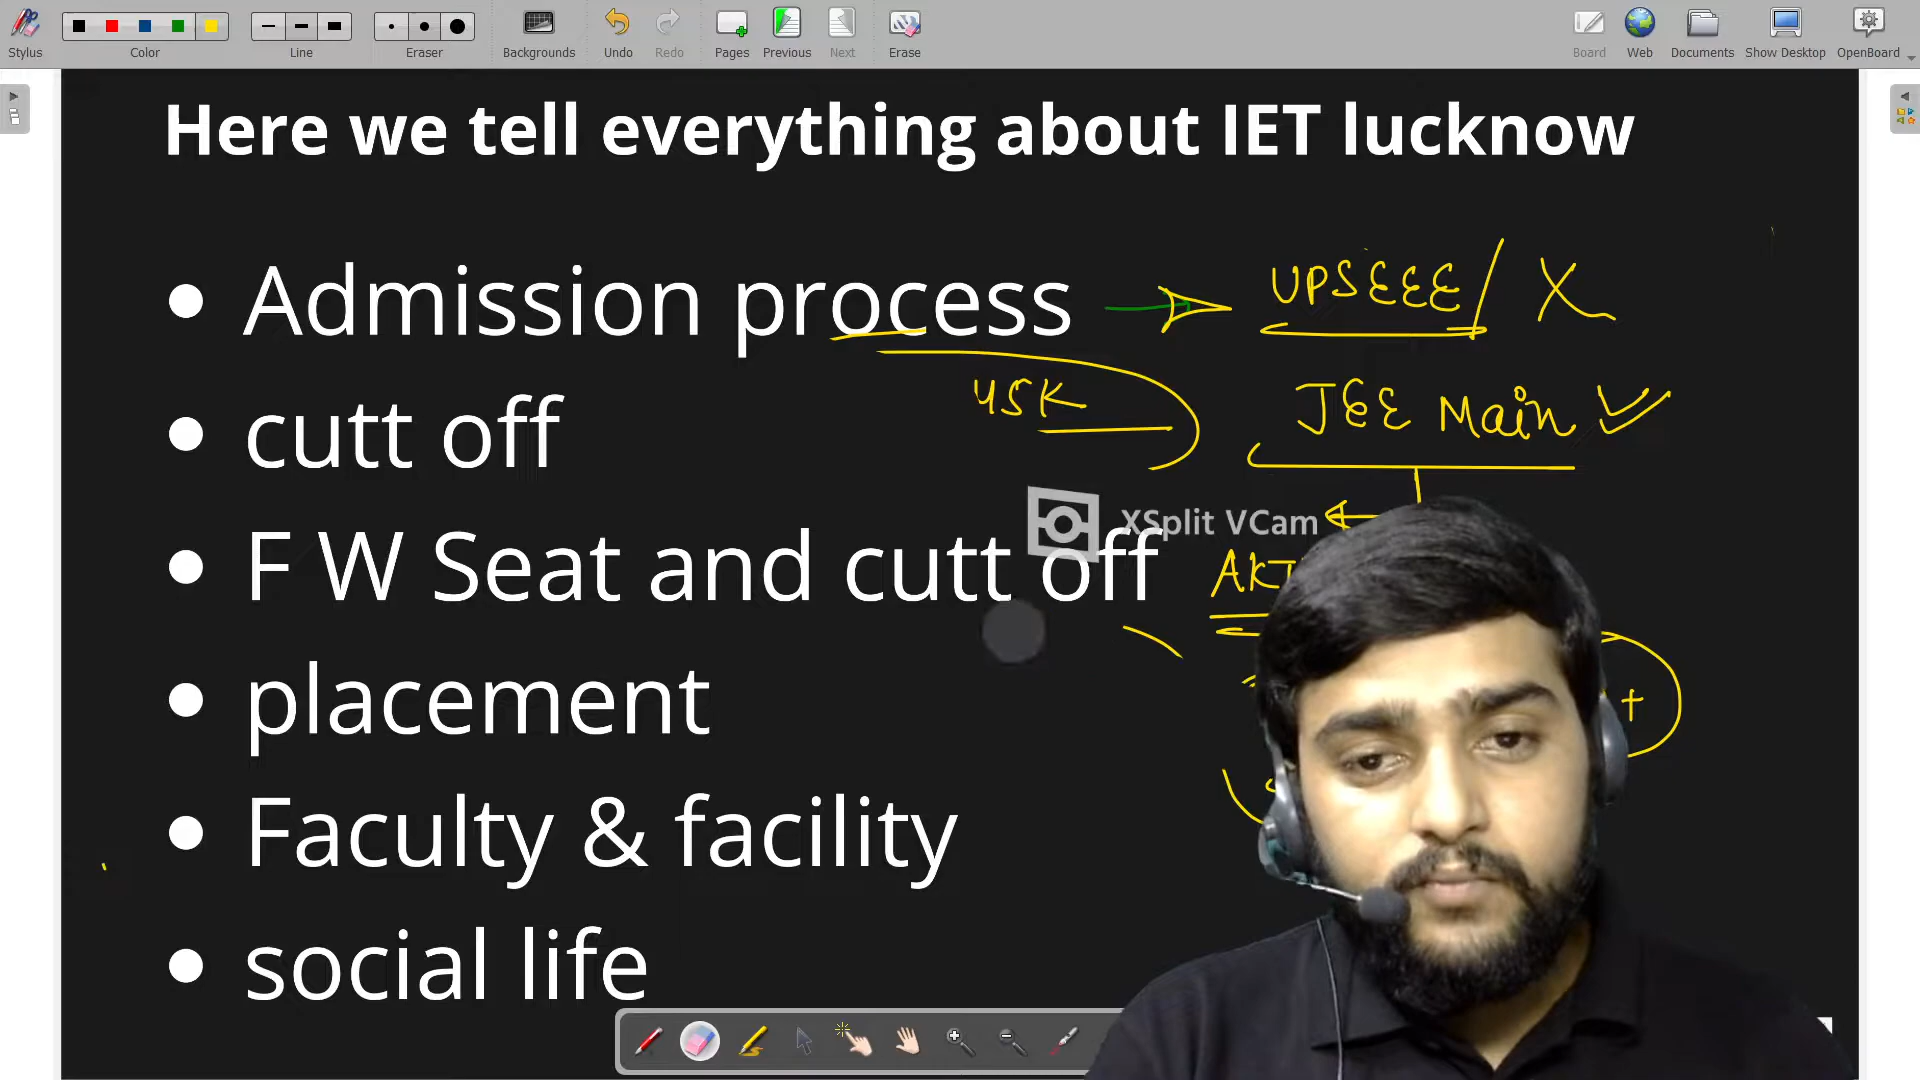 Stylus
Color
Line
Eraser
Backgrounds
Undo
Redo
Pages
Previous
Next
Erase
Board
Web
Documents
Show Desktop
OpenBoard
Here we tell everything about IET lucknow
• Admission process
UPSEEE / X
45K
JEE Main
• cutt off
XSplit VCam
• F W Seat and cutt off
• placement
• Faculty & facility
• social life